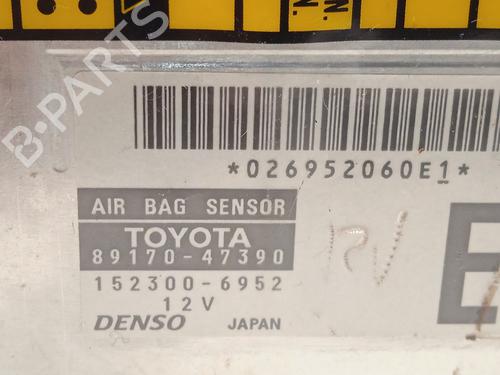 B-PARTS
*026952060E1*
AIR BAG SENSOR
TOYOTA
89170-47390
152300-6952
12V
DENSO JAPAN
E